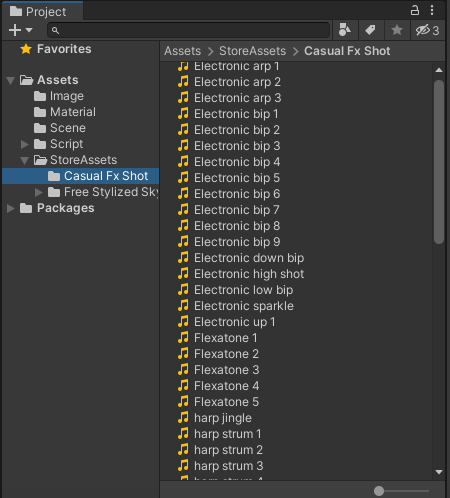 Project
3
Favorites
Assets
Image
Material
Scene
Script
StoreAssets
Casual Fx Shot
Free Stylized Sky
Packages
Assets > StoreAssets > Casual Fx Shot
Electronic arp 1
Electronic arp 2
Electronic arp 3
Electronic bip 1
Electronic bip 2
Electronic bip 3
Electronic bip 4
Electronic bip 5
Electronic bip 6
Electronic bip 7
Electronic bip 8
Electronic bip 9
Electronic down bip
Electronic high shot
Electronic low bip
Electronic sparkle
Electronic up 1
Flexatone 1
Flexatone 2
Flexatone 3
Flexatone 4
Flexatone 5
harp jingle
harp strum 1
harp strum 2
harp strum 3
harp strum 4